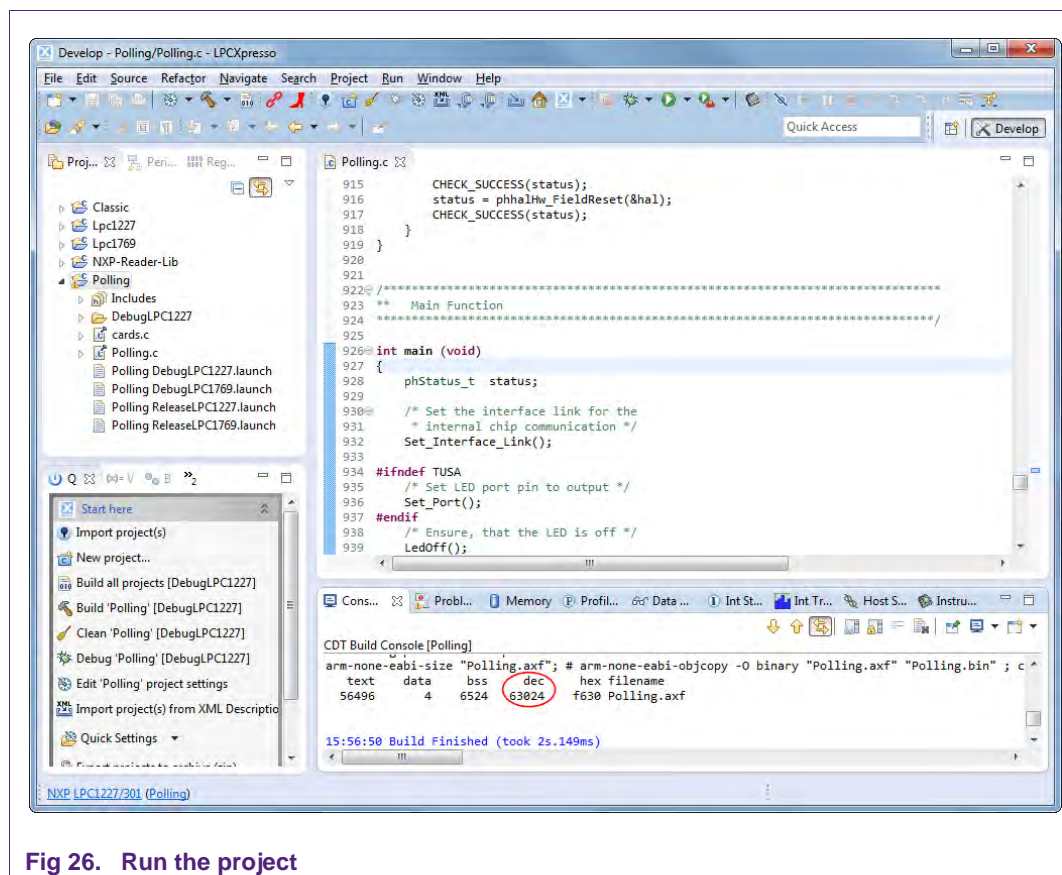 Develop - Polling/Polling.c - LPCXpresso
File Edit Source Refactor Navigate Search Project Run Window Help
Quick Access
Develop
Proj... Peri... Reg...
Classic
Lpc1227
Lpc1769
NXP-Reader-Lib
Polling
Includes
DebugLPC1227
cards.c
Polling.c
Polling DebugLPC1227.launch
Polling DebugLPC1769.launch
Polling ReleaseLPC1227.launch
Polling ReleaseLPC1769.launch
Polling.c
915 CHECK_SUCCESS(status);
916 status = phhalHw_FieldReset(&hal);
917 CHECK_SUCCESS(status);
918 }
919 }
920
921
922 /*******************************************************************************
923 ** Main Function
924 *******************************************************************************/
925
926 int main (void)
927 {
928 phStatus_t status;
929
930 /* Set the interface link for the
931 * internal chip communication */
932 Set_Interface_Link();
933
934 #ifndef TUSA
935 /* Set LED port pin to output */
936 Set_Port();
937 #endif
938 /* Ensure, that the LED is off */
939 LedOff();
Q (x)= V B »2
Start here
Import project(s)
New project...
Build all projects [DebugLPC1227]
Build 'Polling' [DebugLPC1227]
Clean 'Polling' [DebugLPC1227]
Debug 'Polling' [DebugLPC1227]
Edit 'Polling' project settings
Import project(s) from XML Descriptio
Quick Settings
Cons... Probl... Memory Profil... Data ... Int St... Int Tr... Host S... Instru...
CDT Build Console [Polling]
arm-none-eabi-size "Polling.axf"; # arm-none-eabi-objcopy -O binary "Polling.axf" "Polling.bin" ; c
text data bss dec hex filename
56496 4 6524 63024 f630 Polling.axf
15:56:50 Build Finished (took 2s.149ms)
NXP LPC1227/301 (Polling)
Fig 26. Run the project